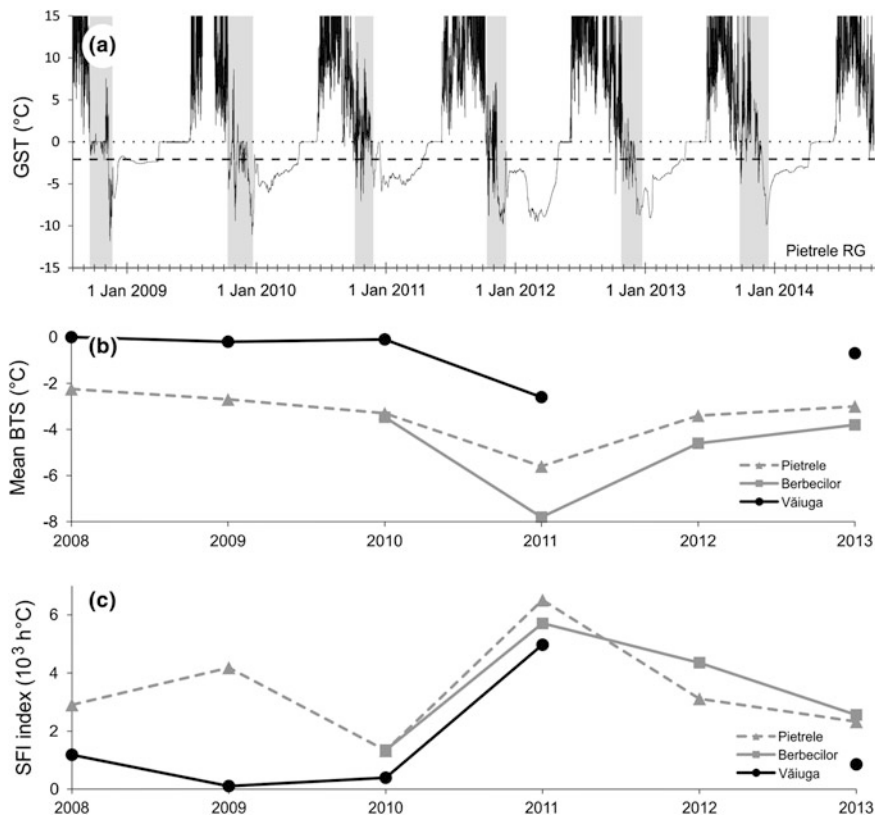 (a)
GST (°C)
15
10
5
0
-5
-10
-15
Pietrele RG
1 Jan 2009
1 Jan 2010
1 Jan 2011
1 Jan 2012
1 Jan 2013
1 Jan 2014
(b)
Mean BTS (°C)
0
-2
-4
-6
-8
Pietrele
Berbecilor
Văiuga
2008
2009
2010
2011
2012
2013
(c)
SFI index (10³ h°C)
6
4
2
0
Pietrele
Berbecilor
Văiuga
2008
2009
2010
2011
2012
2013